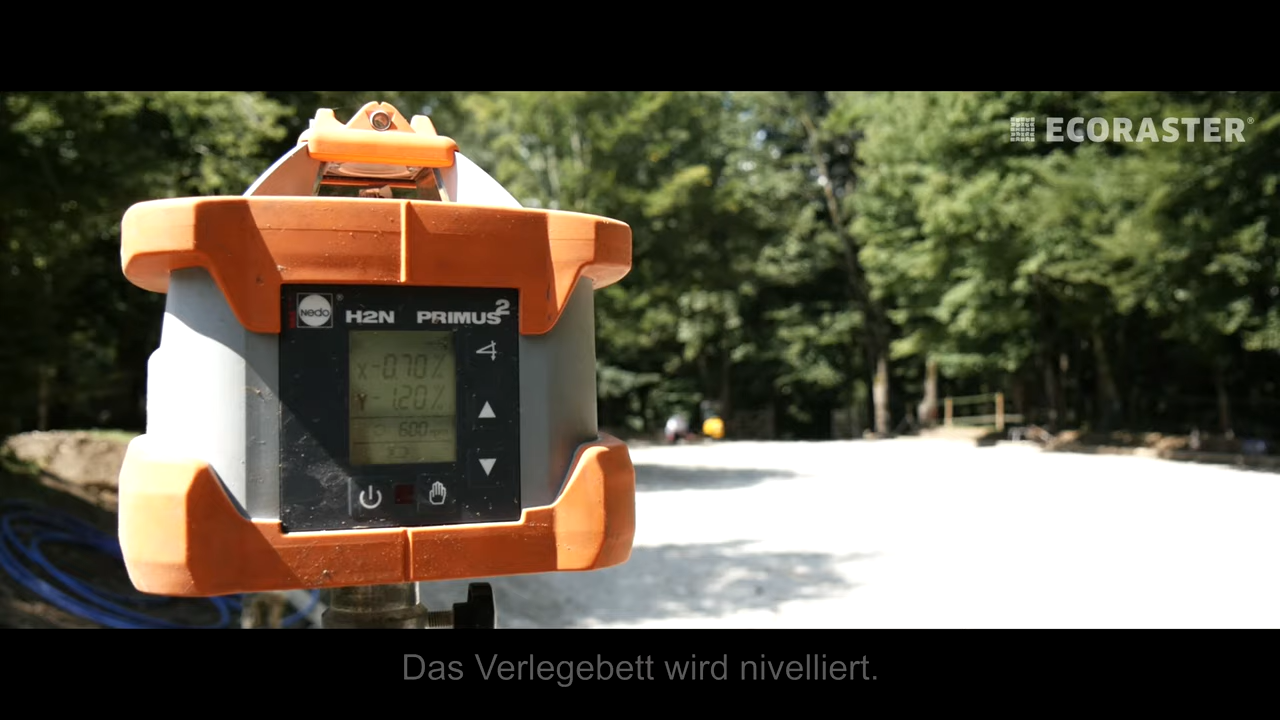 ECORASTER®
Nedo® H2N PRIMUS2
X -0.70%
Y -1.20%
600
Das Verlegebett wird nivelliert.